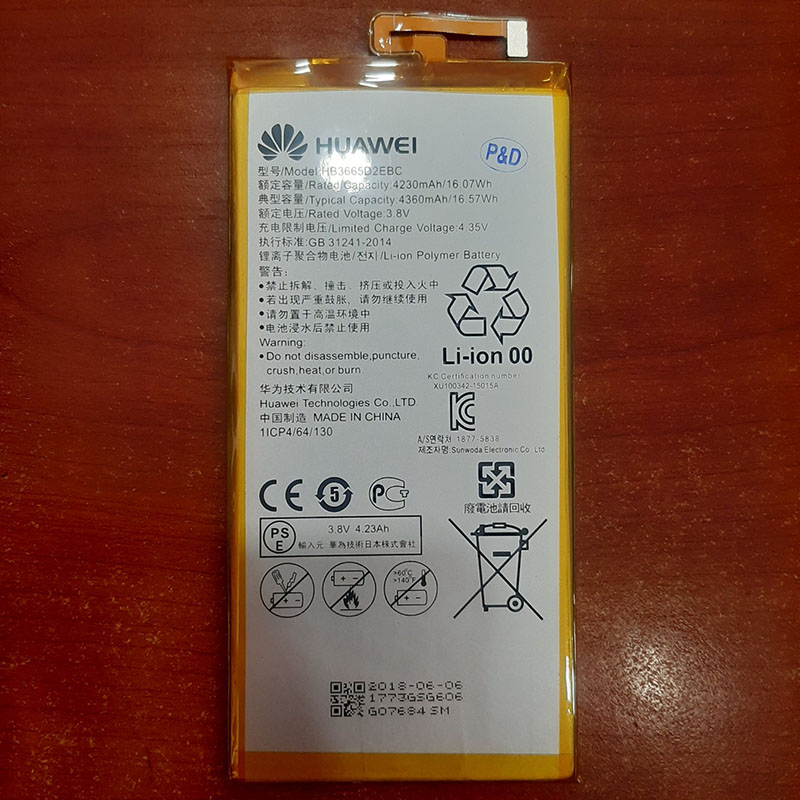 HUAWEI
P&D
型号/Model:HB3665D2EBC
额定容量/Rated Capacity:4230mAh/16.07Wh
典型容量/Typical Capacity:4360mAh/16.57Wh
额定电压/Rated Voltage:3.8V
充电限制电压/Limited Charge Voltage:4.35V
执行标准:GB 31241-2014
锂离子聚合物电池/전지/Li-ion Polymer Battery
警告:
•禁止拆解、撞击、挤压或投入火中
•若出现严重鼓胀、请勿继续使用
•请勿置于高温环境中
•电池浸水后禁止使用
Warning:
•Do not disassemble,puncture,
crush,heat,or burn.
Li-ion 00
华为技术有限公司
Huawei Technologies Co.,LTD.
中国制造 MADE IN CHINA
1ICP4/64/130
KC Certification number
XU100342-15015A
A/S연락처 1877-5838
제조자명:Sunwoda Electronic Co.,LTD
CE 5 PC
廢電池請回收
PS
E
3.8V 4.23Ah
輸入元:華為技術日本株式會社
>60°C
>140°F
2018-06-06
1773GSG606
G07684 SM